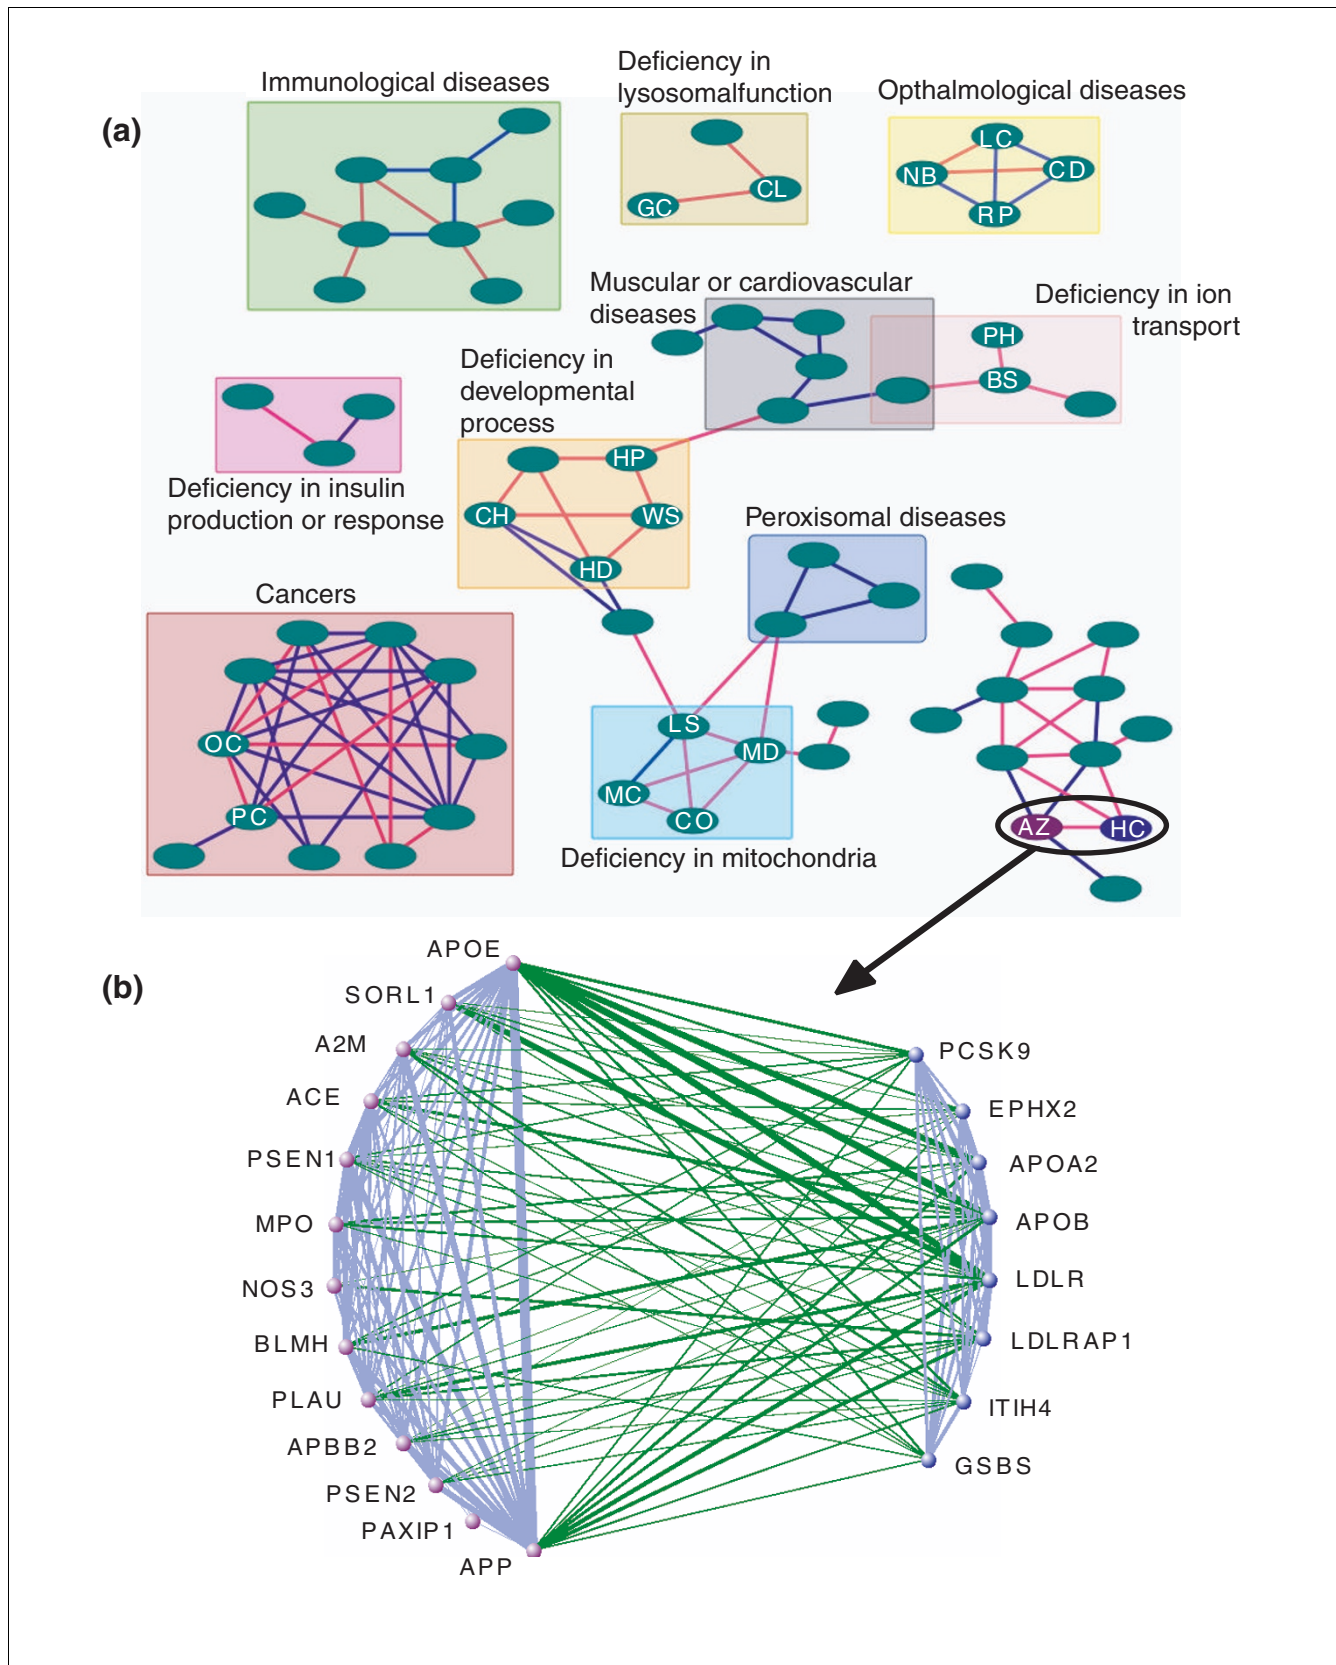 (a)
Immunological diseases
Deficiency in
lysosomalfunction
Opthalmological diseases
LC
NB
CD
RP
CL
GC
Muscular or cardiovascular
diseases
Deficiency in ion
transport
PH
BS
Deficiency in
developmental
process
HP
CH
WS
HD
Deficiency in insulin
production or response
Peroxisomal diseases
Cancers
OC
PC
LS
MD
MC
CO
Deficiency in mitochondria
AZ
HC
(b)
APOE
SORL1
A2M
ACE
PSEN1
MPO
NOS3
BLMH
PLAU
APBB2
PSEN2
PAXIP1
APP
PCSK9
EPHX2
APOA2
APOB
LDLR
LDLRAP1
ITIH4
GSBS